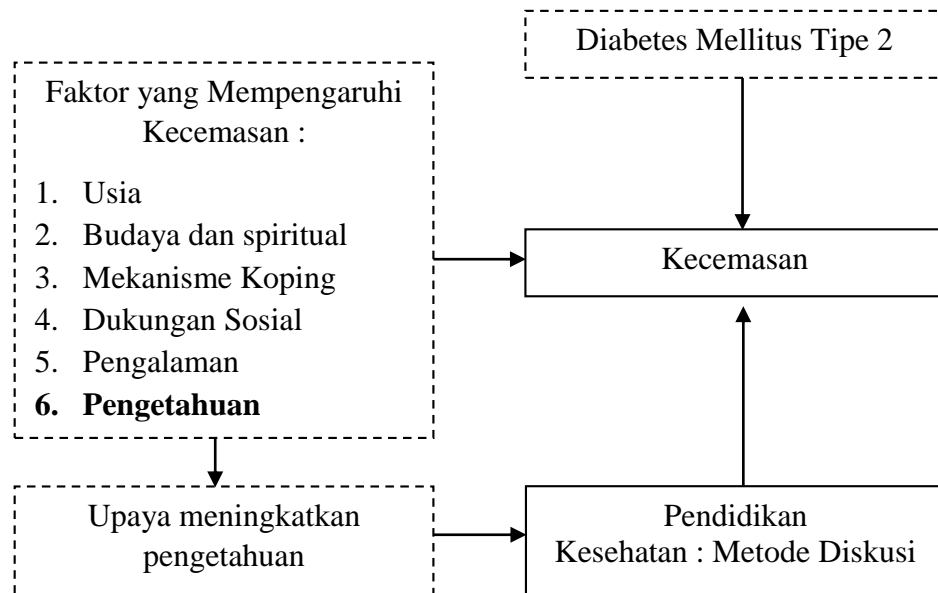 Diabetes Mellitus Tipe 2
Faktor yang Mempengaruhi
Kecemasan :
1. Usia
2. Budaya dan spiritual
3. Mekanisme Koping
4. Dukungan Sosial
5. Pengalaman
6. Pengetahuan
Kecemasan
Upaya meningkatkan
pengetahuan
Pendidikan
Kesehatan : Metode Diskusi